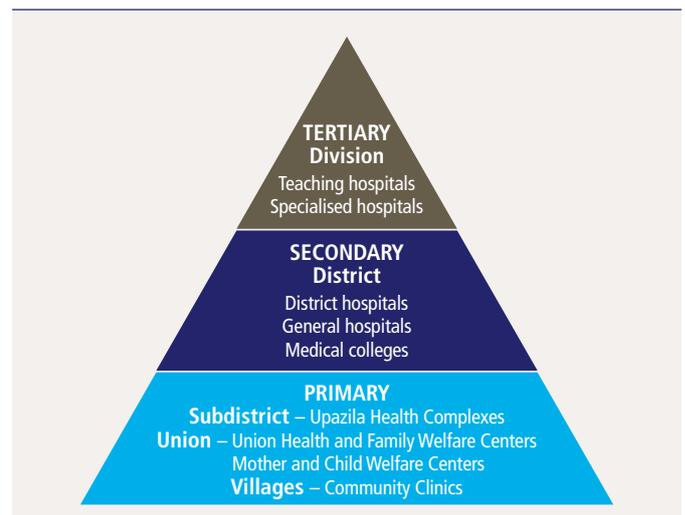 TERTIARY
Division
Teaching hospitals
Specialised hospitals
SECONDARY
District
District hospitals
General hospitals
Medical colleges
PRIMARY
Subdistrict – Upazila Health Complexes
Union – Union Health and Family Welfare Centers
Mother and Child Welfare Centers
Villages – Community Clinics